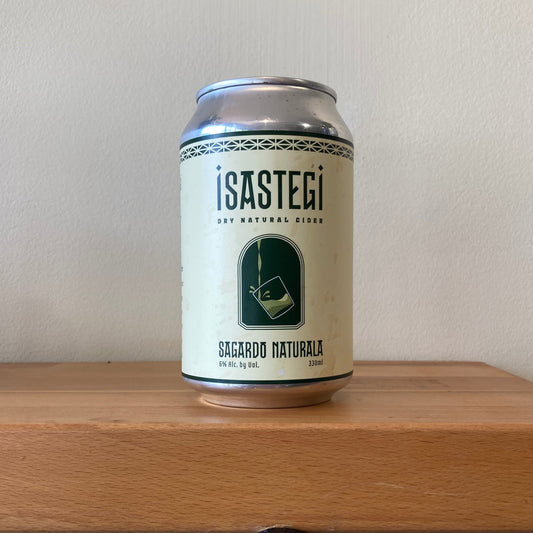 iSASTEGi
DRY NATURAL CIDER
SAGARDO NATURALA
6% Alc. by Vol. 330ml